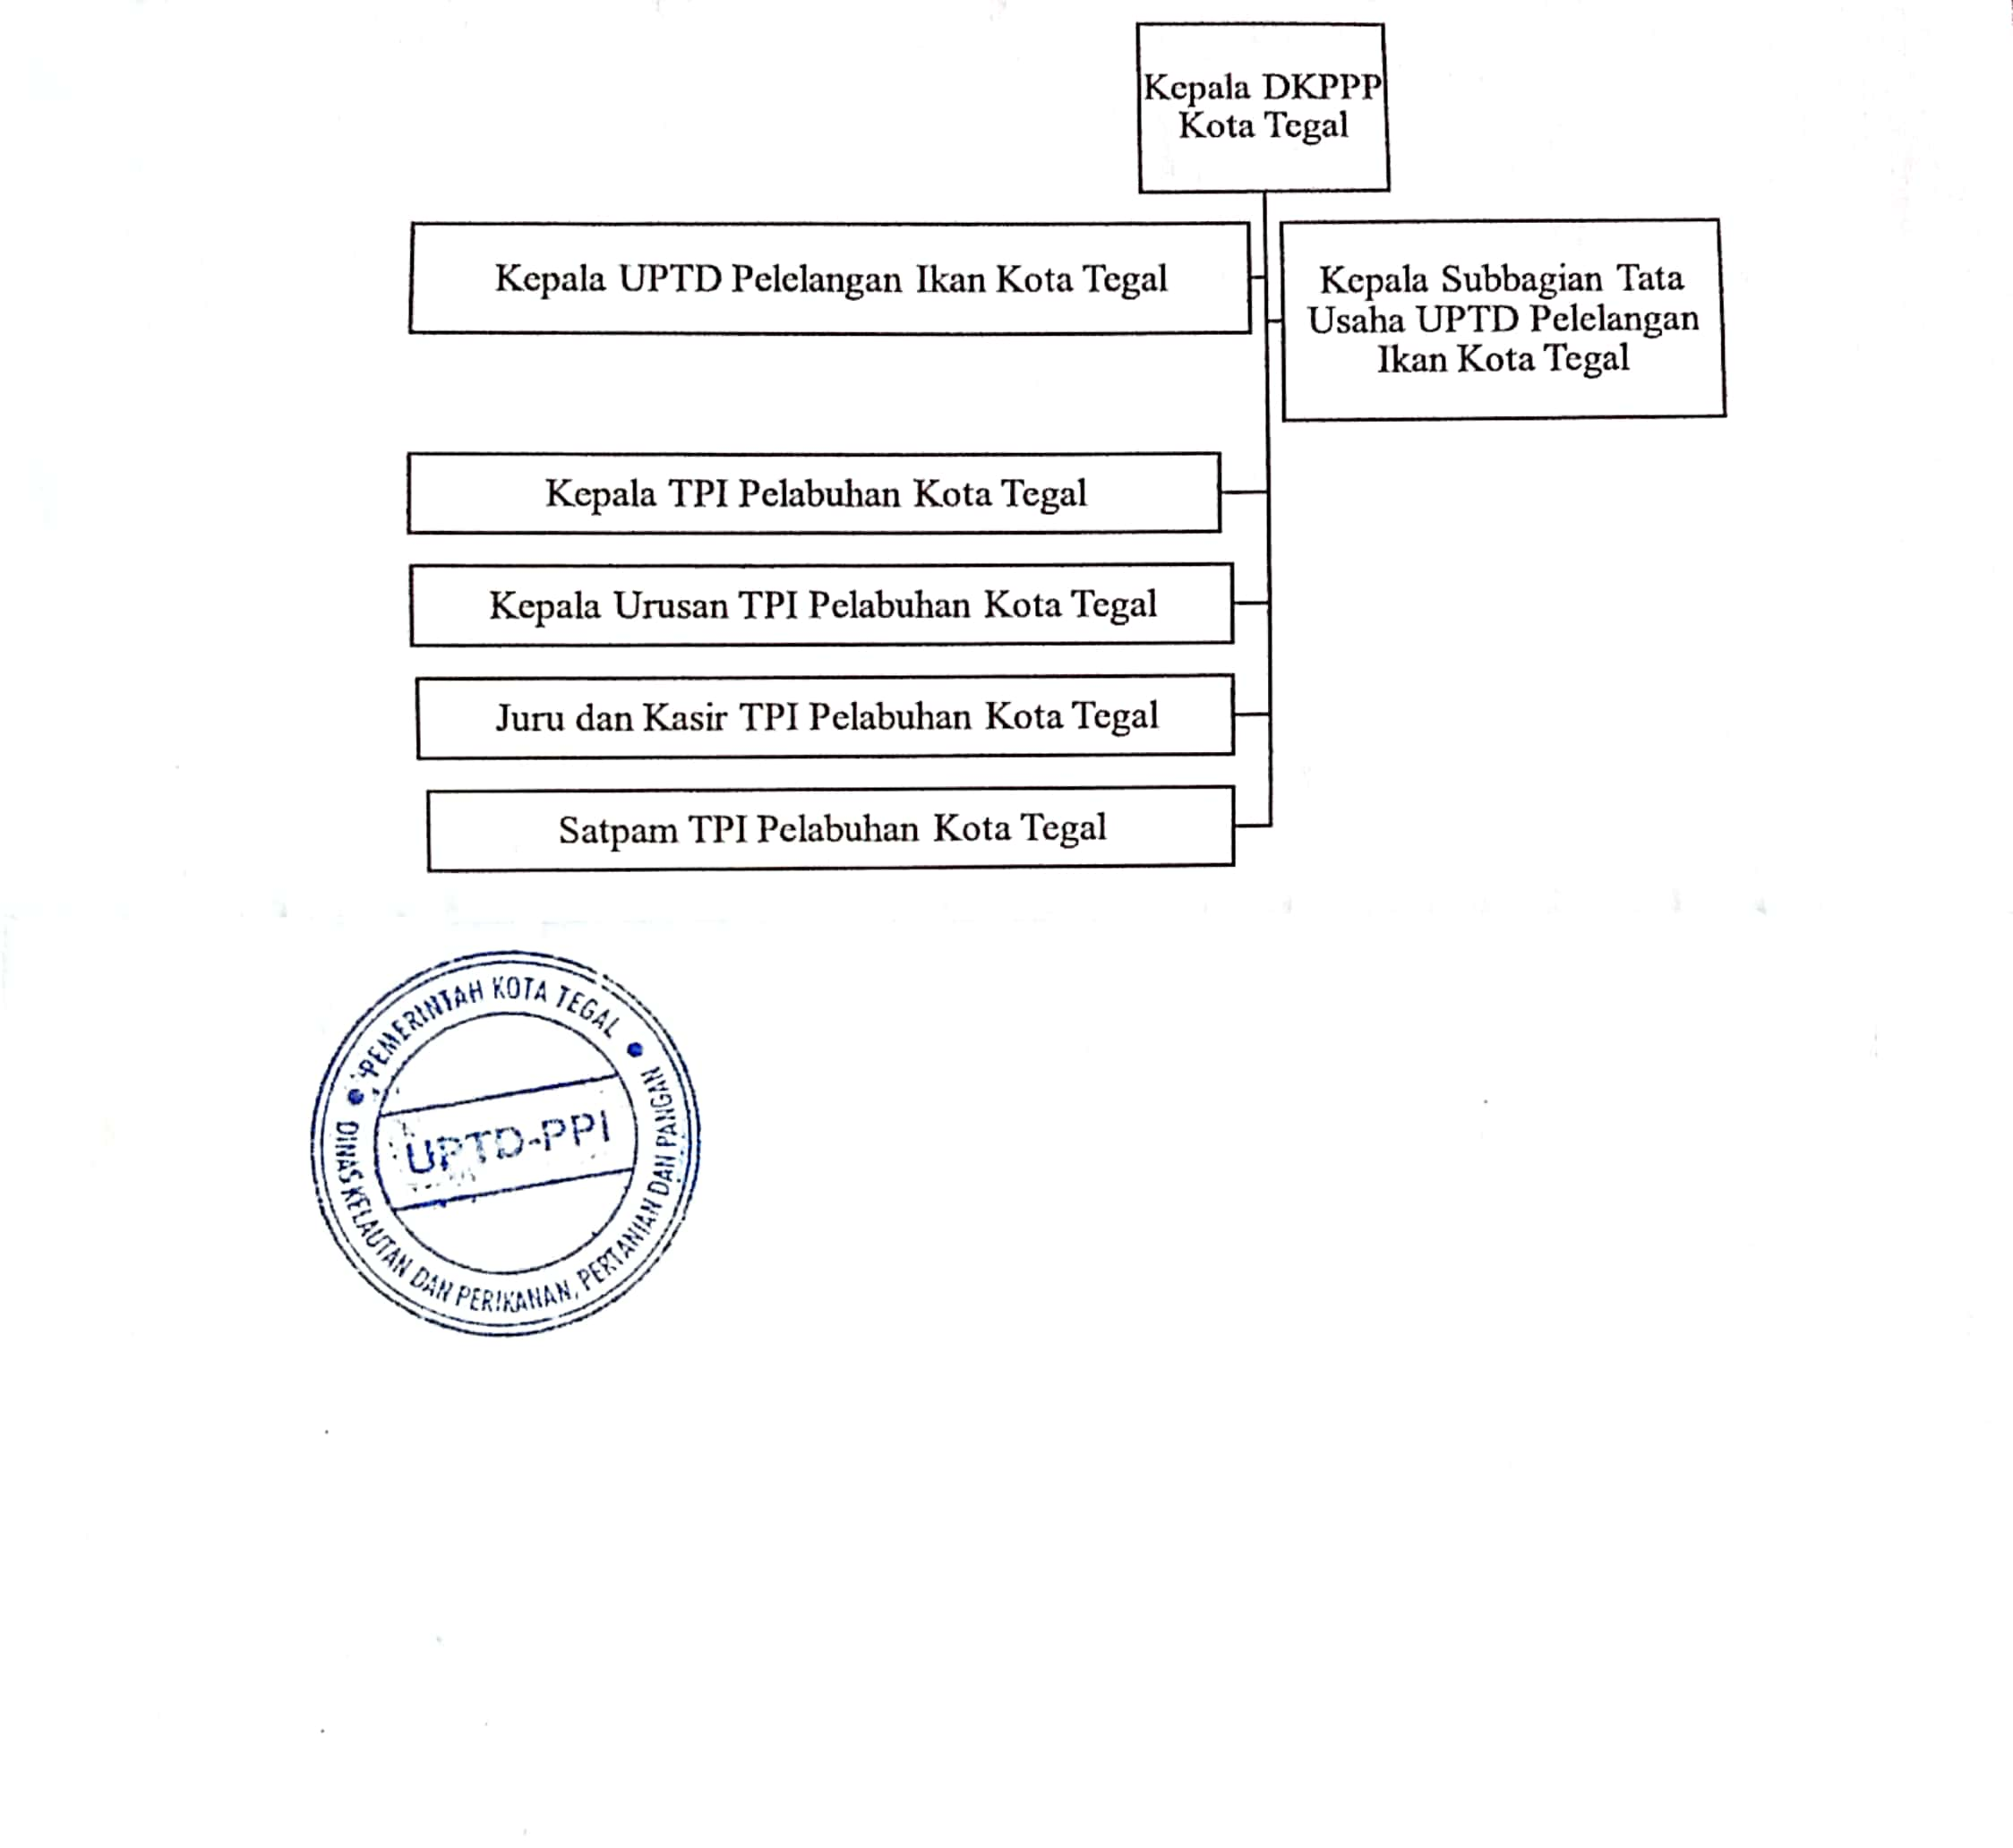 Kepala DKPPP
Kota Tegal
Kepala UPTD Pelelangan Ikan Kota Tegal
Kepala Subbagian Tata
Usaha UPTD Pelelangan
Ikan Kota Tegal
Kepala TPI Pelabuhan Kota Tegal
Kepala Urusan TPI Pelabuhan Kota Tegal
Juru dan Kasir TPI Pelabuhan Kota Tegal
Satpam TPI Pelabuhan Kota Tegal
PEMERINTAH KOTA TEGAL
UPTD-PPI
DINAS KELAUTAN DAN PERIKANAN, PERTANIAN DAN PANGAN